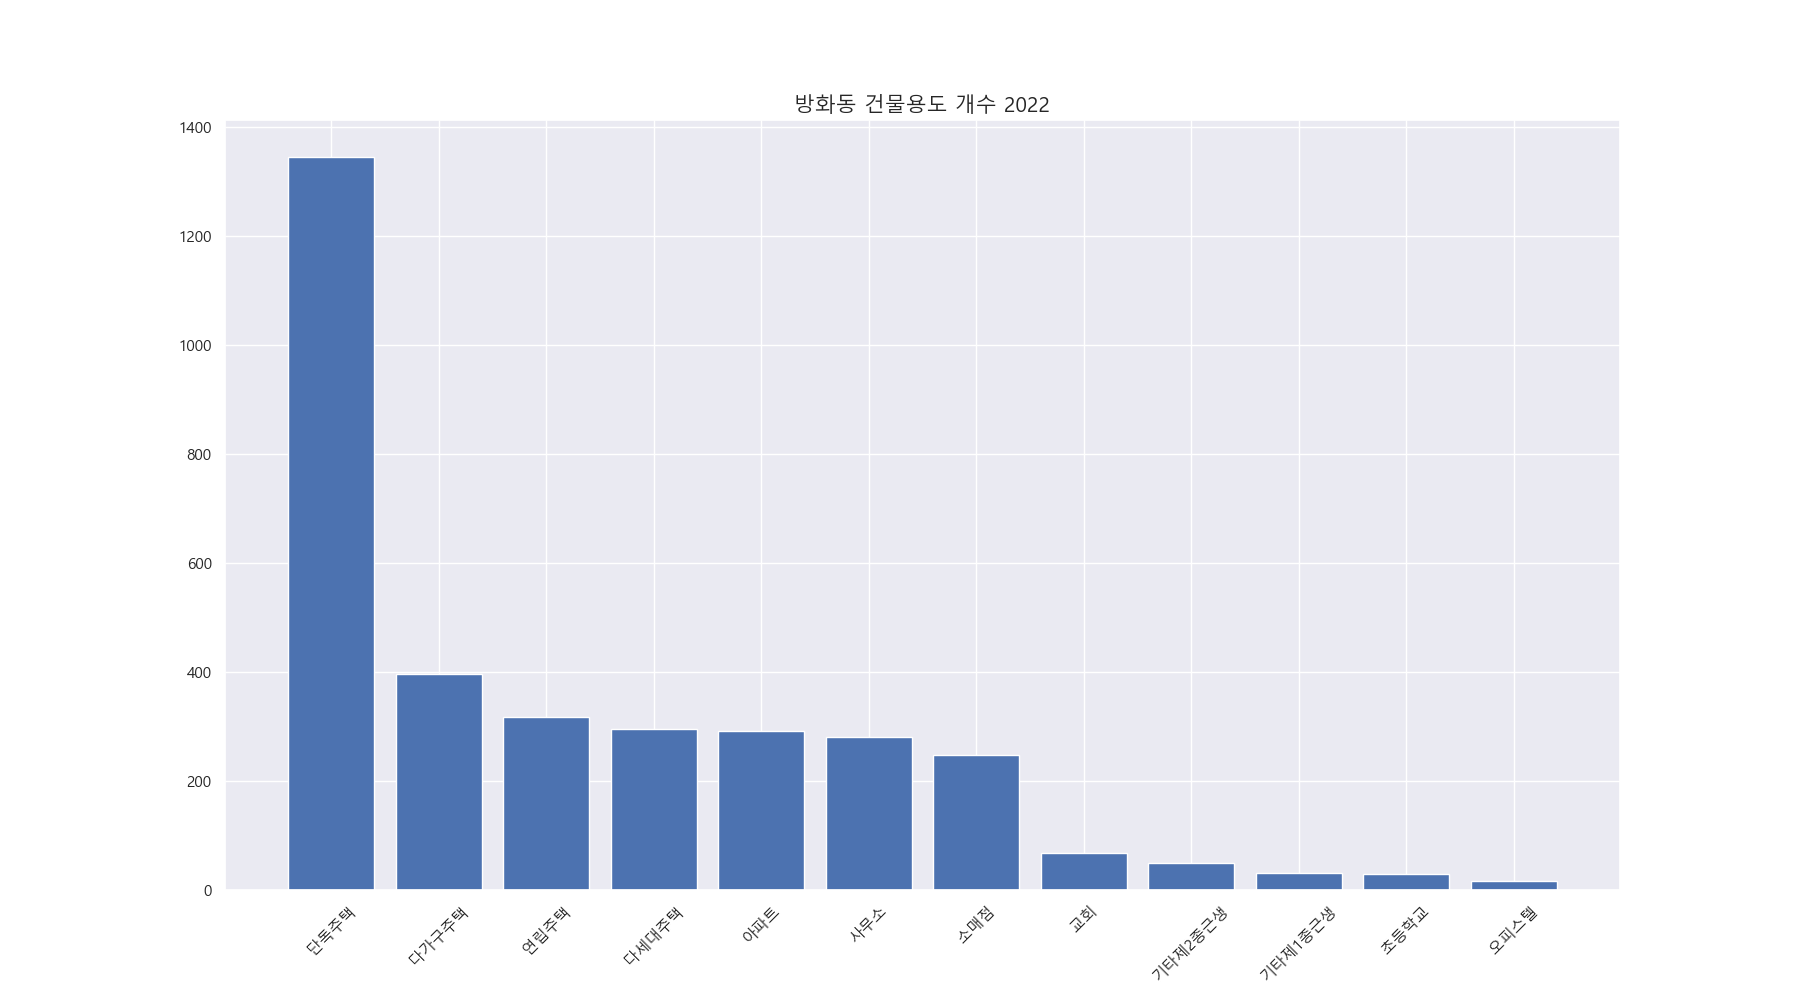 방화동 건물용도 개수 2022
1400
1200
1000
800
600
400
200
0
단독주택
다가구주택
연립주택
다세대주택
아파트
사무소
소매점
교회
기타제2종근생
기타제1종근생
초등학교
오피스텔